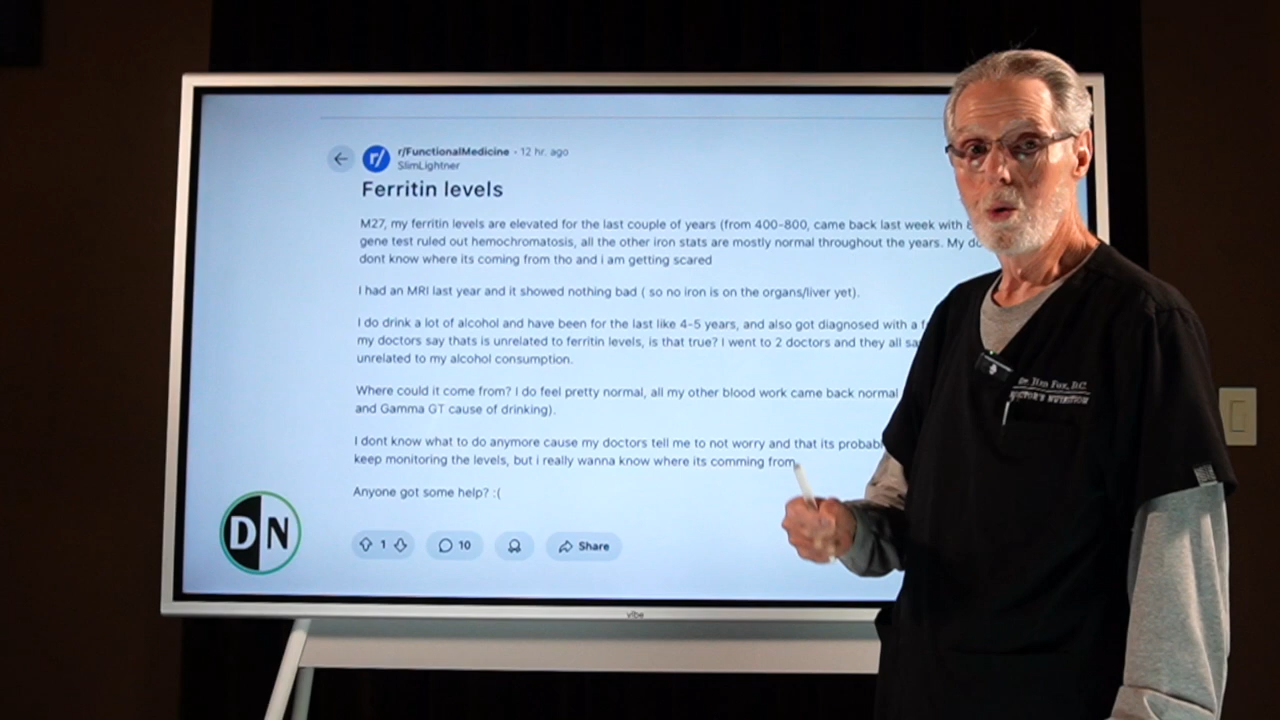 r/FunctionalMedicine • 12 hr. ago
SlimLightner
Ferritin levels
M27, my ferritin levels are elevated for the last couple of years (from 400-800, came back last week with
gene test ruled out hemochromatosis, all the other iron stats are mostly normal throughout the years. My
dont know where its coming from tho and i am getting scared
I had an MRI last year and it showed nothing bad ( so no iron is on the organs/liver yet).
I do drink a lot of alcohol and have been for the last like 4-5 years, and also got diagnosed with a
my doctors say thats is unrelated to ferritin levels, is that true? I went to 2 doctors and they all
unrelated to my alcohol consumption.
Where could it come from? I do feel pretty normal, all my other blood work came back normal
and Gamma GT cause of drinking).
I dont know what to do anymore cause my doctors tell me to not worry and that its
keep monitoring the levels, but i really wanna know where its comming from.
Anyone got some help? :(
1
10
Share
DN
vibe
Dr. Jim Fox, D.C.
DOCTOR'S NUTRITION